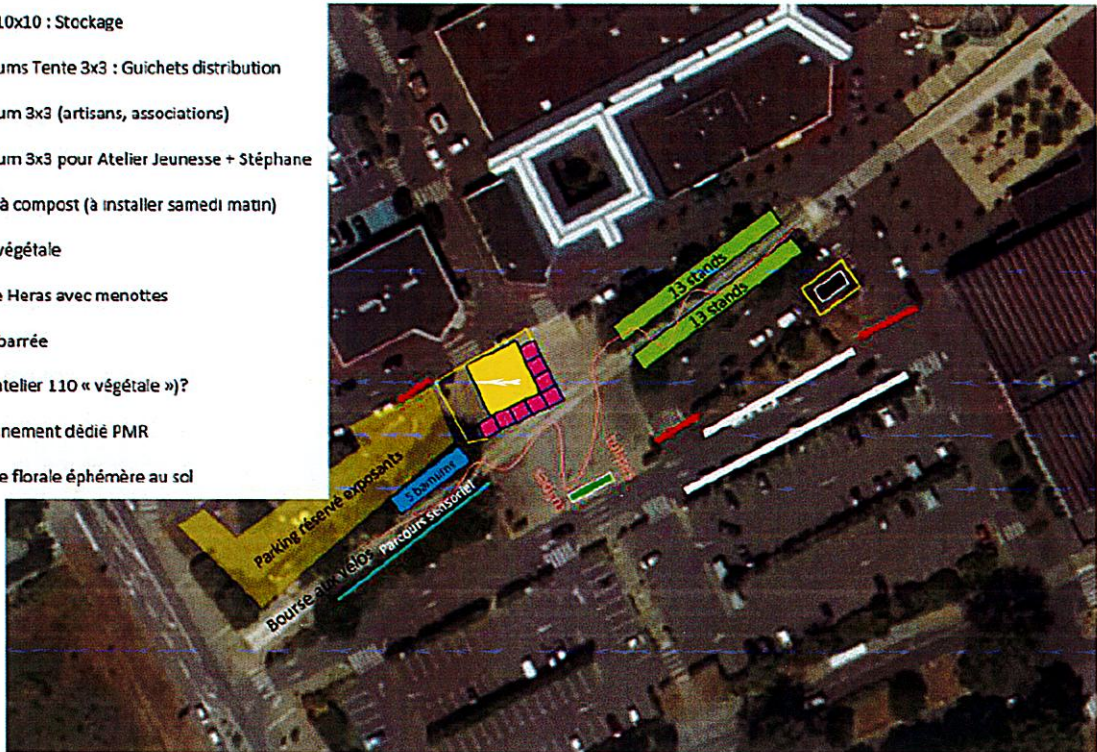 10x10 : Stockage
ums Tente 3x3 : Guichets distribution
um 3x3 (artisans, associations)
um 3x3 pour Atelier Jeunesse + Stéphane
à compost (à installer samedi matin)
végétale
e Heras avec menottes
barrée
atelier 110 « végétale »)?
nement dédié PMR
e florale éphémère au sol
13 stands
13 stands
5 barnums
Parking réservé exposants
Parcours sensoriel
Bourse aux vélos